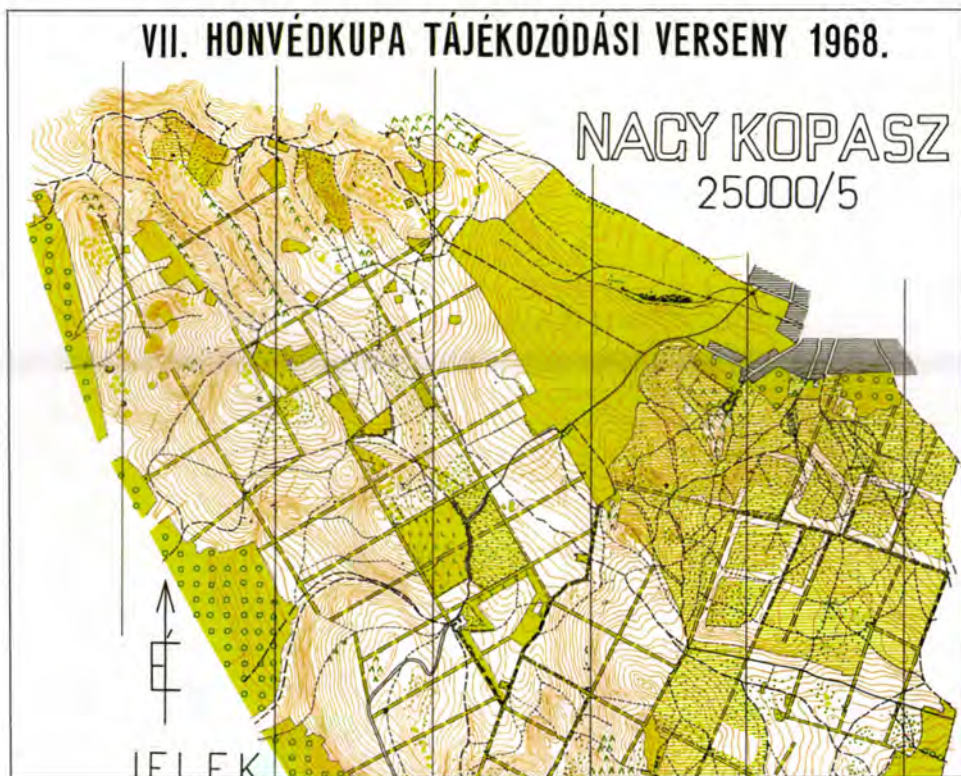 VII. HONVÉDKUPA TÁJÉKOZÓDÁSI VERSENY 1968.
NAGY KOPASZ
25000/5
É
JELEK